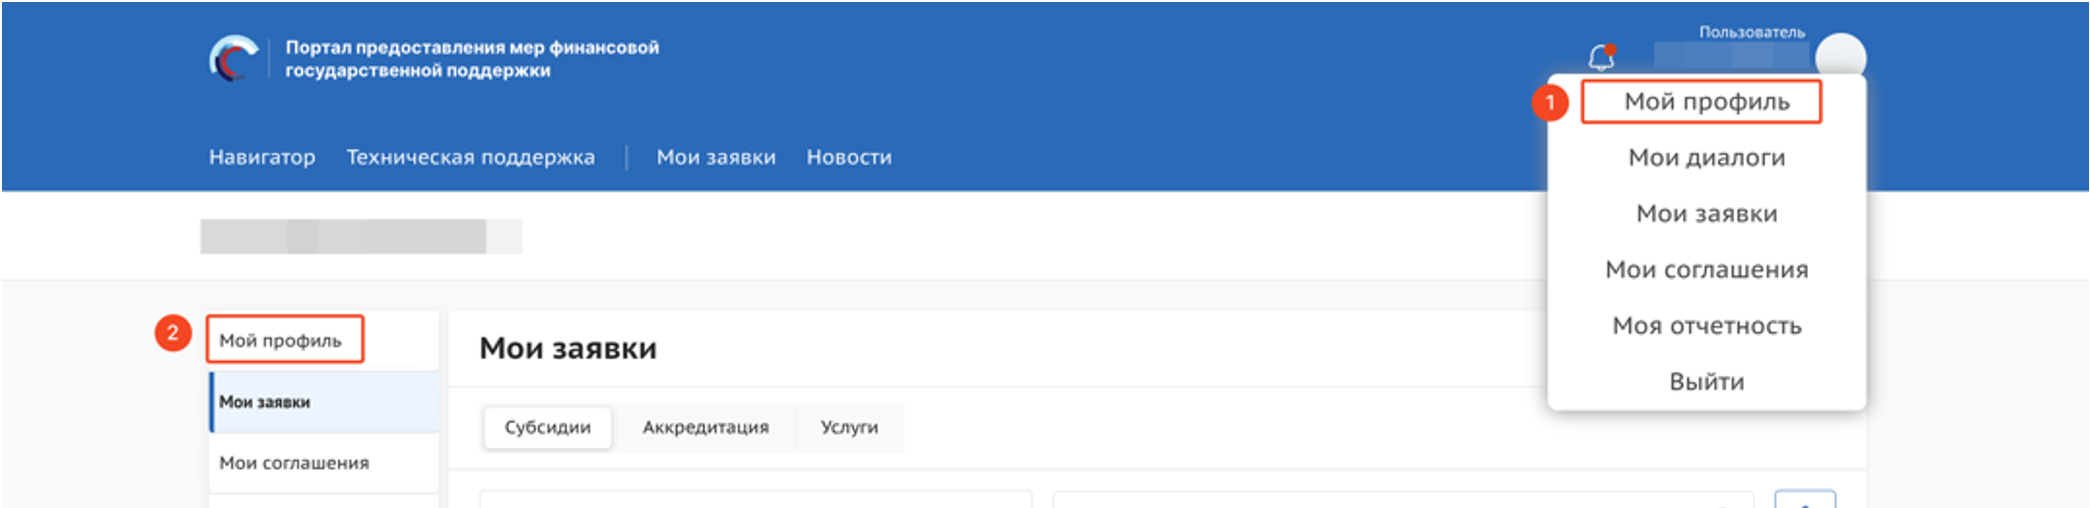 Портал предоставления мер финансовой
государственной поддержки
Пользователь
1
Мой профиль
Мои диалоги
Мои заявки
Мои соглашения
Моя отчетность
Выйти
Навигатор Техническая поддержка | Мои заявки Новости
2
Мой профиль
Мои заявки
Мои соглашения
Мои заявки
Субсидии Аккредитация Услуги